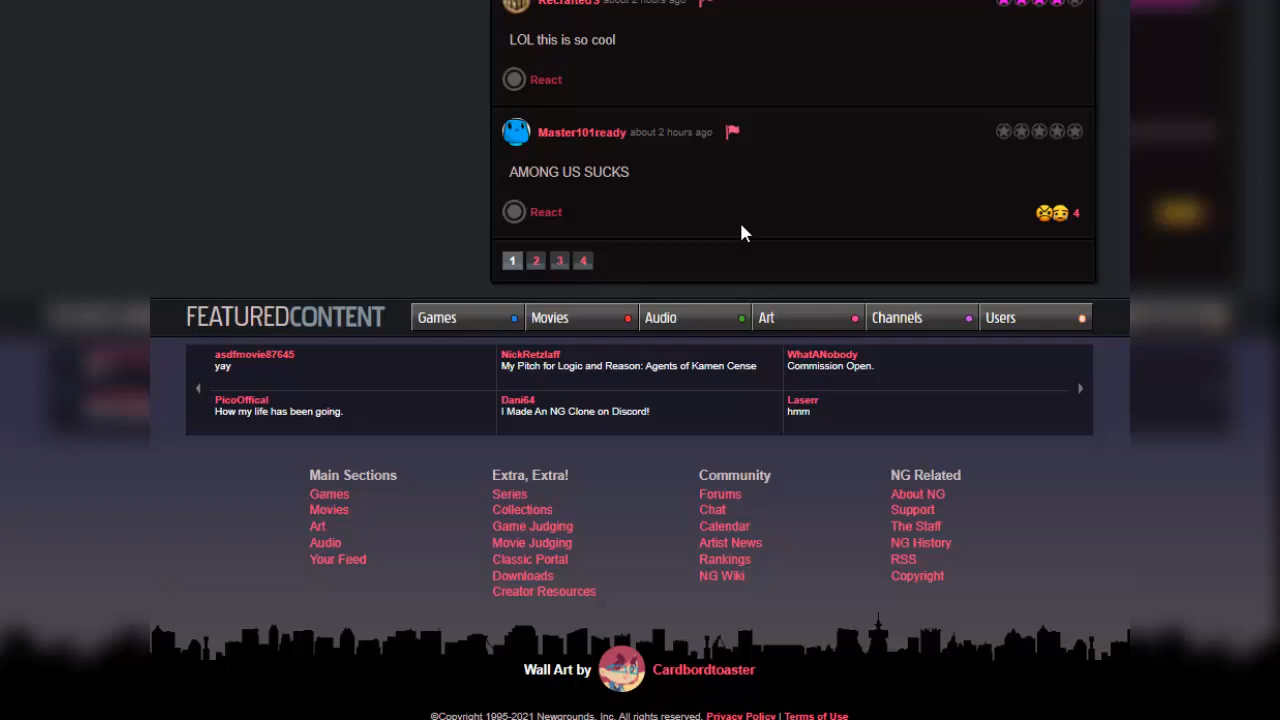 Recrafted3 about 2 hours ago
LOL this is so cool
React
Master101ready about 2 hours ago
AMONG US SUCKS
React
4
1 2 3 4
FEATUREDCONTENT Games Movies Audio Art Channels Users
asdfmovie87645 NickRetzlaff WhatANobody
yay My Pitch for Logic and Reason: Agents of Kamen Cense Commission Open.
PicoOffical Dani64 Laserr
How my life has been going. I Made An NG Clone on Discord! hmm
Main Sections Extra, Extra! Community NG Related
Games Series Forums About NG
Movies Collections Chat Support
Art Game Judging Calendar The Staff
Audio Movie Judging Artist News NG History
Your Feed Classic Portal Rankings RSS
Downloads NG Wiki Copyright
Creator Resources
Wall Art by Cardbordtoaster
©Copyright 1995-2021 Newgrounds, Inc. All rights reserved. Privacy Policy | Terms of Use